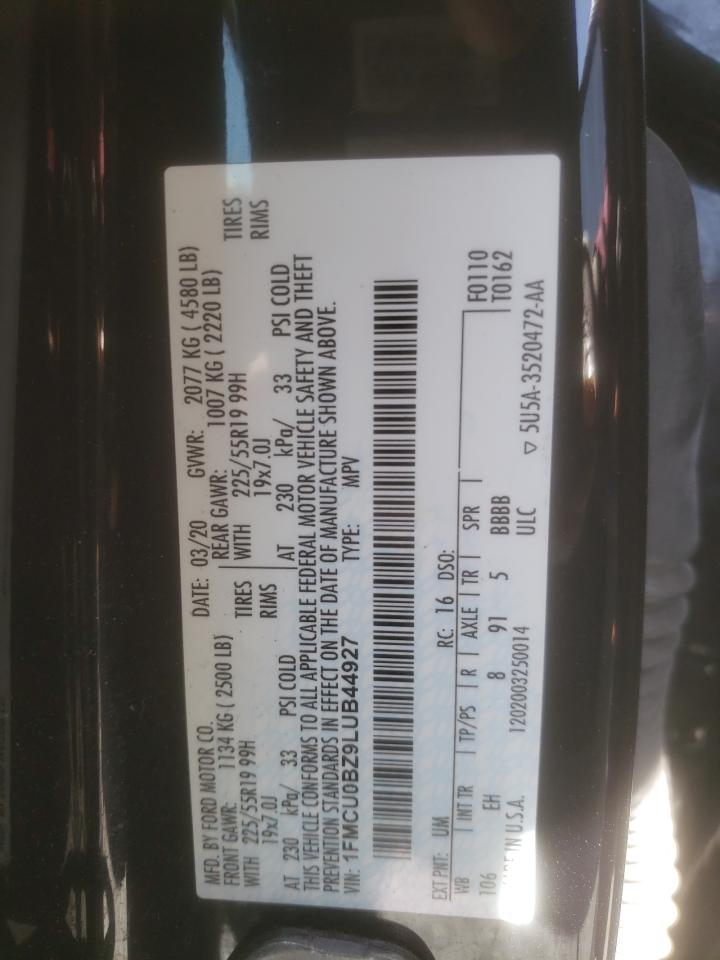 MFD. BY FORD MOTOR CO. DATE: 03/20 GVWR: 2077 KG ( 4580 LB)
FRONT GAWR: 1134 KG ( 2500 LB) REAR GAWR: 1007 KG ( 2220 LB)
WITH 225/55R19 99H TIRES WITH 225/55R19 99H TIRES
19x7.0J RIMS 19x7.0J RIMS
AT 230 kPa/ 33 PSI COLD AT 230 kPa/ 33 PSI COLD
THIS VEHICLE CONFORMS TO ALL APPLICABLE FEDERAL MOTOR VEHICLE SAFETY AND THEFT
PREVENTION STANDARDS IN EFFECT ON THE DATE OF MANUFACTURE SHOWN ABOVE.
VIN: 1FMCU0BZ9LUB44927 TYPE: MPV
EXT PNT: UM RC: 16 DSO:
WB INT TR TP/PS R AXLE TR SPR F0110
106 EH 8 91 5 BBBB T0162
IN U.S.A. 1202003250014 ULC ▽ 5U5A-3520472-AA